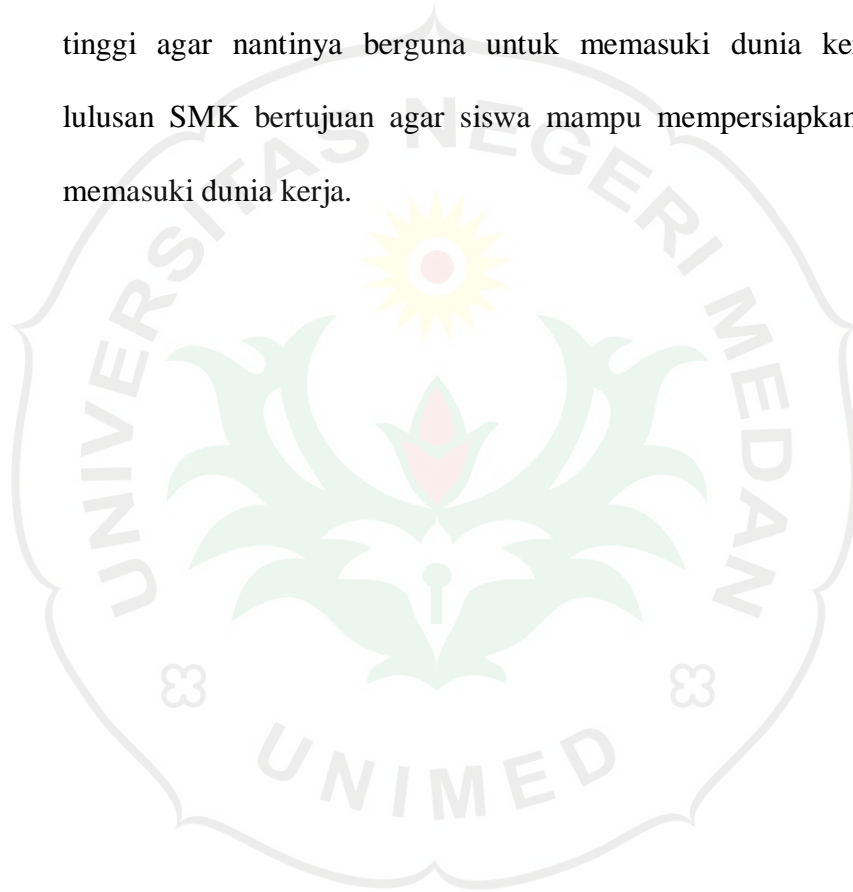 tinggi agar nantinya berguna untuk memasuki dunia
lulusan SMK bertujuan agar siswa mampu mempersiapkan
memasuki dunia kerja.
UNIVERSITAS NEGERI MEDAN
UNIMED